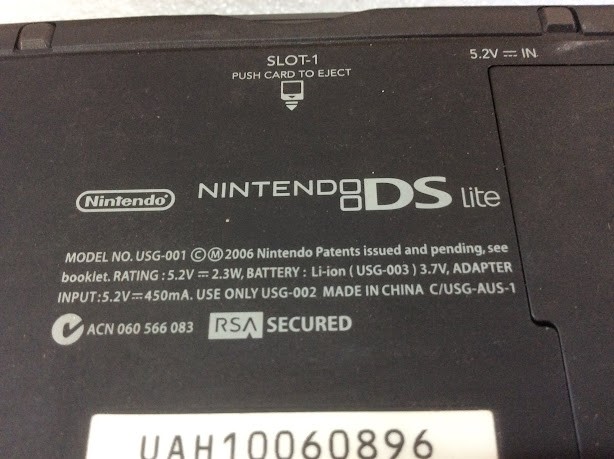 SLOT-1
PUSH CARD TO EJECT
5.2V ⎓ IN
Nintendo®
NINTENDO DS Lite
MODEL NO. USG-001 ©Ⓜ2006 Nintendo Patents issued and pending, see
booklet. RATING : 5.2V ⎓ 2.3W, BATTERY : Li-ion ( USG-003 ) 3.7V, ADAPTER
INPUT:5.2V⎓450mA. USE ONLY USG-002 MADE IN CHINA C/USG-AUS-1
ACN 060 566 083 RSA SECURED
UAH10060896